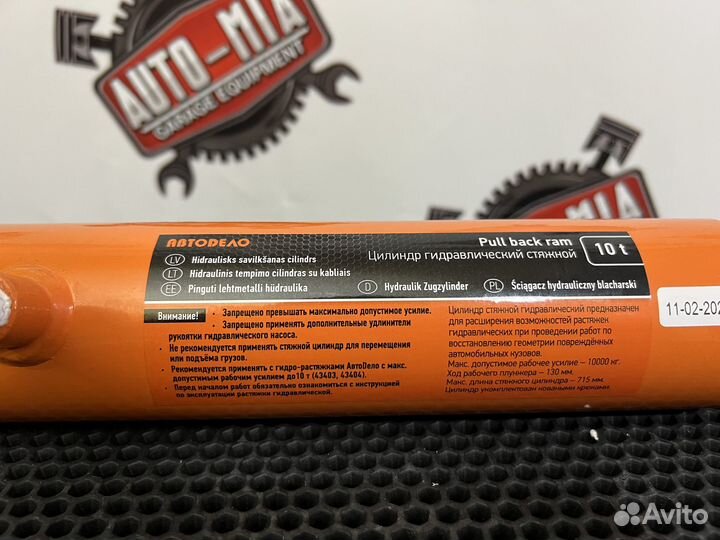 AUTO-MIA
GARAGE EQUIPMENT
AUTO-MIA
АВТОDЕЛО
Pull back ram
Цилиндр гидравлический стяжной
10 t
LV Hidraulisks savilkšanas cilindrs
LT Hidraulinis tempimo cilindras su kabliais
EE Pinguti lehtmetalli hüdraulika
D Hydraulik Zugzylinder
PL Ściągacz hydrauliczny blacharski
Внимание!
• Запрещено превышать максимально допустимое усилие.
• Запрещено применять дополнительные удлинители
рукоятки гидравлического насоса.
• Не рекомендуется применять стяжной цилиндр для перемещения
или подъёма грузов.
• Рекомендуется применять с гидро-растяжками АвтоDело с макс.
допустимым рабочим усилием до10 т (43403, 43404).
• Перед началом работ обязательно ознакомиться с инструкцией
по эксплуатации растяжки гидравлической.
Цилиндр стяжной гидравлический предназначен
для расширения возможностей растяжек
гидравлических при проведении работ по
восстановлению геометрии повреждённых
автомобильных кузовов.
Макс. допустимое рабочее усилие – 10000 кг.
Ход рабочего плунжера – 130 мм.
Макс. длина стяжного цилиндра – 715 мм.
Цилиндр укомплектован коваными крюками.
11-02-202
Avito